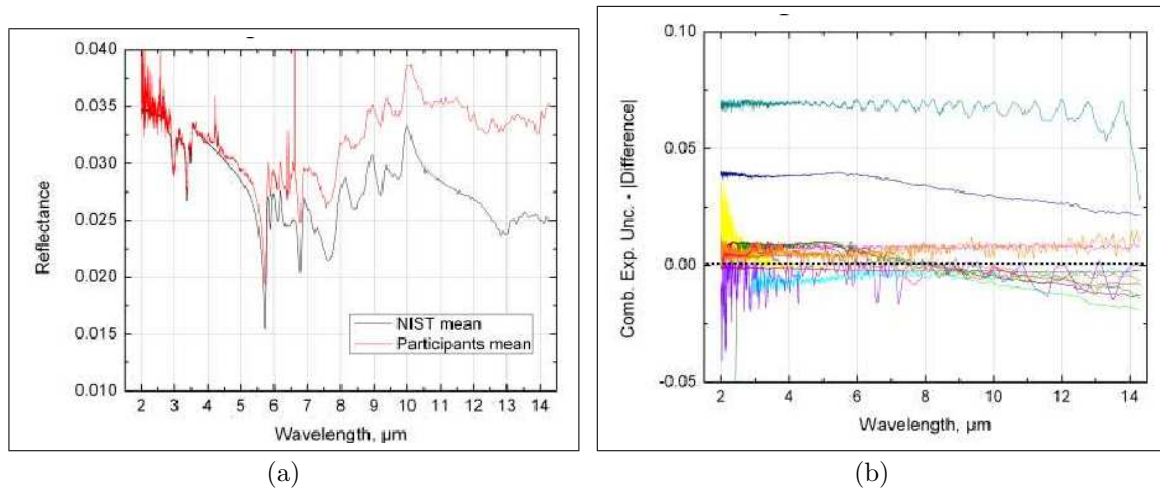 0.040
0.035
0.030
0.025
0.020
0.015
0.010
Reflectance
NIST mean
Participants mean
2 3 4 5 6 7 8 9 10 11 12 13 14
Wavelength, µm
(a)
0.10
0.05
0.00
-0.05
Comb. Exp. Unc. - |Difference|
2 4 6 8 10 12 14
Wavelength, µm
(b)